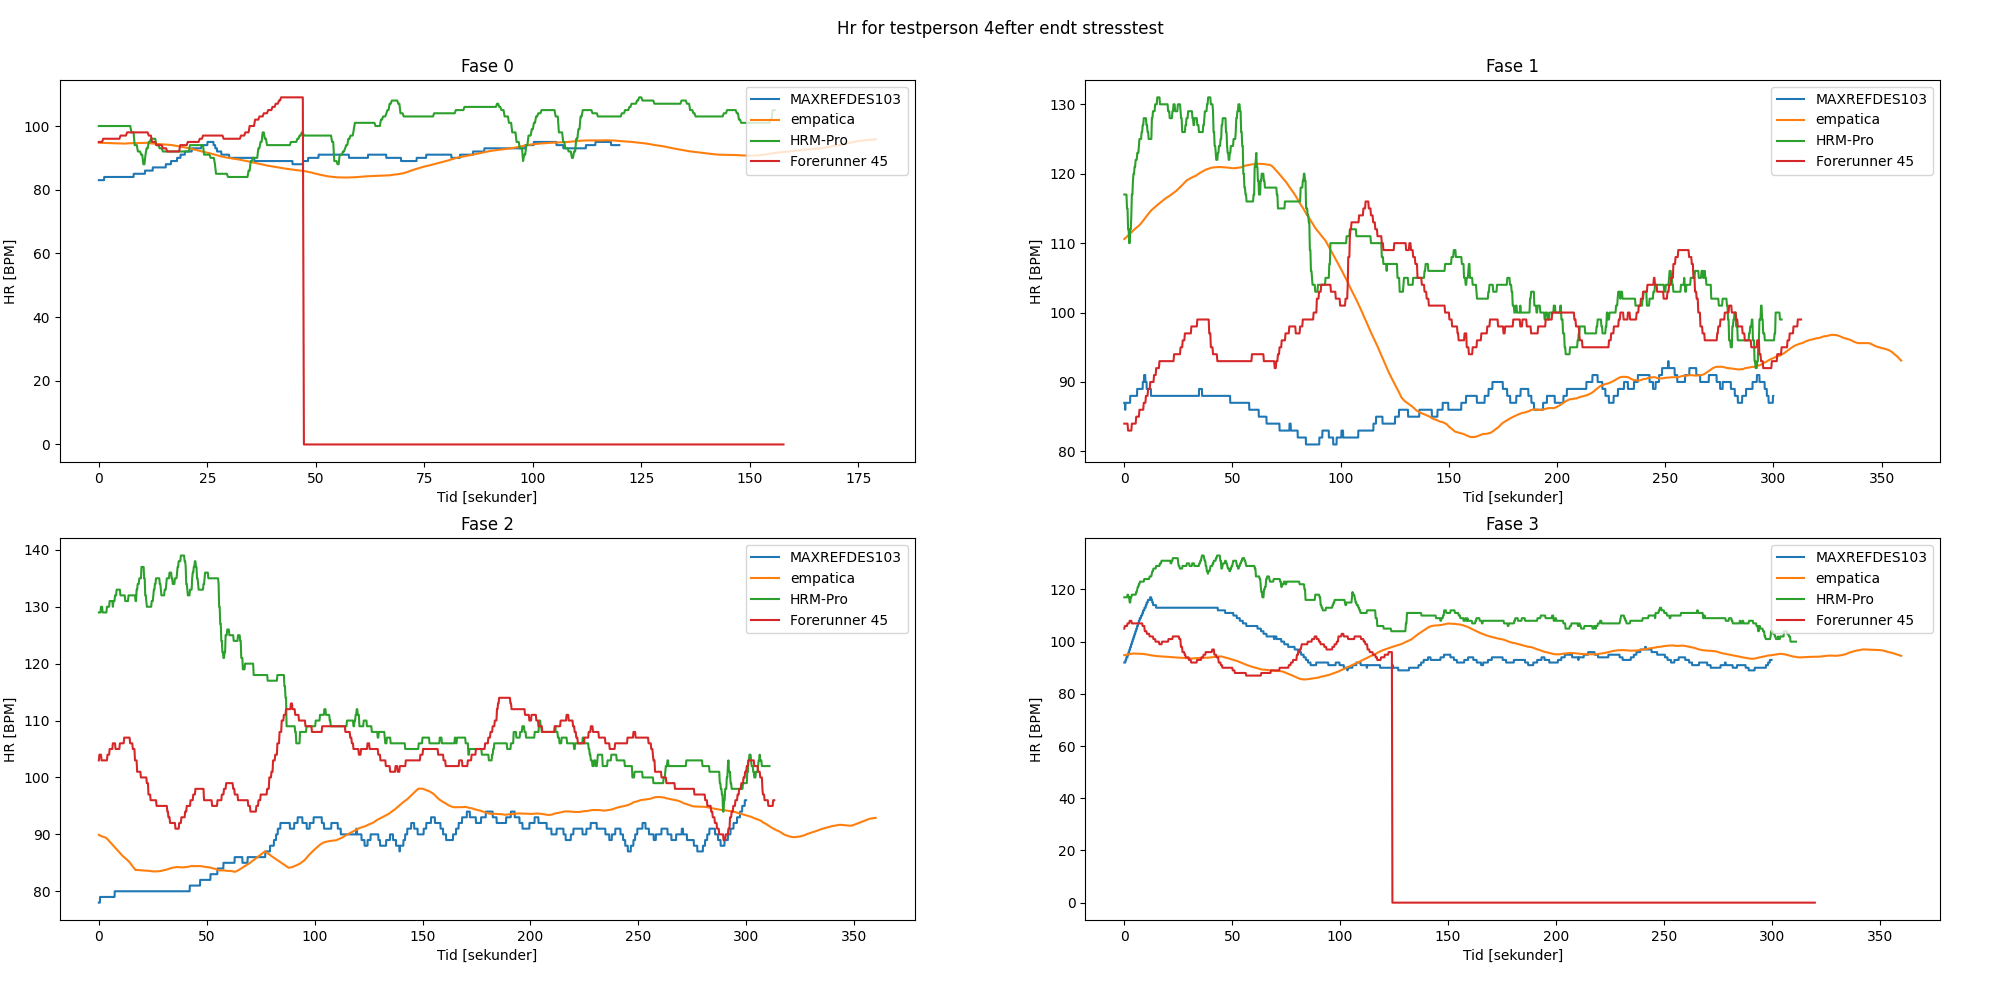 Hr for testperson 4efter endt stresstest
Fase 0
HR [BPM]
100
80
60
40
20
0
MAXREFDES103
empatica
HRM-Pro
Forerunner 45
0 25 50 75 100 125 150 175
Tid [sekunder]
Fase 1
HR [BPM]
130
120
110
100
90
80
MAXREFDES103
empatica
HRM-Pro
Forerunner 45
0 50 100 150 200 250 300 350
Tid [sekunder]
Fase 2
HR [BPM]
140
130
120
110
100
90
80
MAXREFDES103
empatica
HRM-Pro
Forerunner 45
0 50 100 150 200 250 300 350
Tid [sekunder]
Fase 3
HR [BPM]
120
100
80
60
40
20
0
MAXREFDES103
empatica
HRM-Pro
Forerunner 45
0 50 100 150 200 250 300 350
Tid [sekunder]